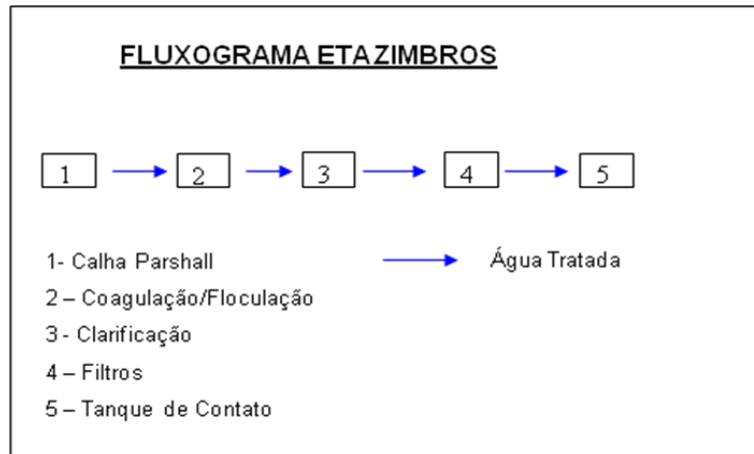 FLUXOGRAMA ETA ZIMBROS
1 2 3 4 5
1- Calha Parshall
Água Tratada
2 – Coagulação/Floculação
3 - Clarificação
4 – Filtros
5 – Tanque de Contato